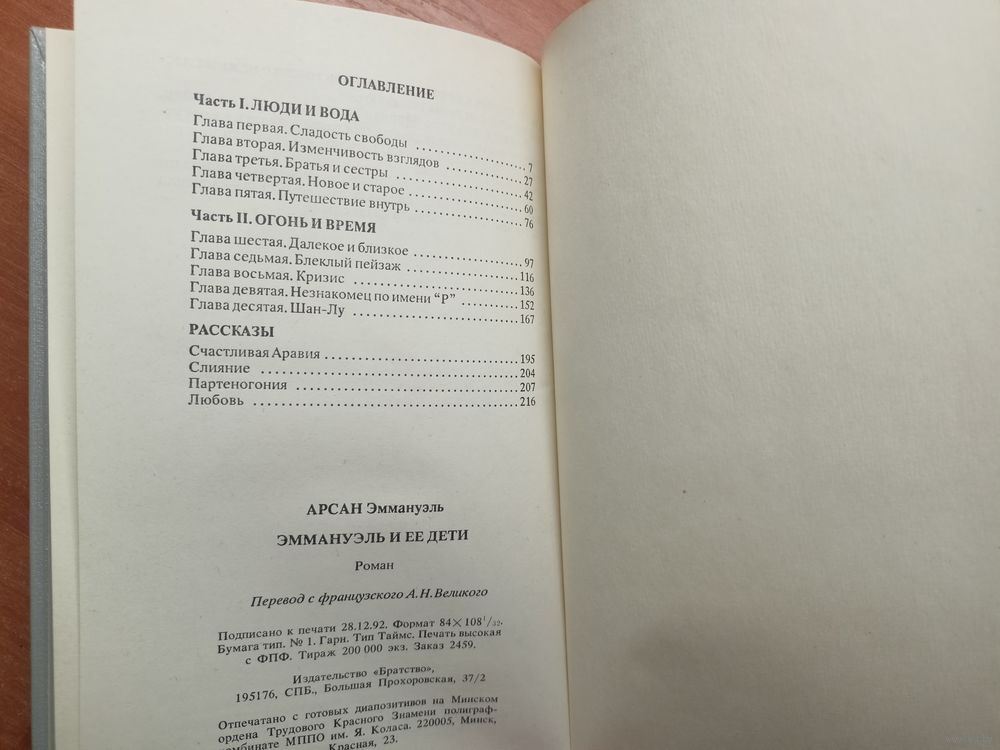 ОГЛАВЛЕНИЕ
Часть I. ЛЮДИ И ВОДА
Глава первая. Сладость свободы ........ 7
Глава вторая. Изменчивость взглядов ........ 27
Глава третья. Братья и сестры ........ 42
Глава четвертая. Новое и старое ........ 60
Глава пятая. Путешествие внутрь ........ 76
Часть II. ОГОНЬ И ВРЕМЯ
Глава шестая. Далекое и близкое ........ 97
Глава седьмая. Блеклый пейзаж ........ 116
Глава восьмая. Кризис ........ 136
Глава девятая. Незнакомец по имени “Р” ........ 152
Глава десятая. Шан-Лу ........ 167
РАССКАЗЫ
Счастливая Аравия ........ 195
Слияние ........ 204
Партеногония ........ 207
Любовь ........ 216
АРСАН Эммануэль
ЭММАНУЭЛЬ И ЕЕ ДЕТИ
Роман
Перевод с французского А. Н. Великого
Подписано к печати 28.12.92. Формат 84×108 1/32.
Бумага тип. № 1. Гарн. Тип Таймс. Печать высокая
с ФПФ. Тираж 200 000 экз. Заказ 2459.
Издательство «Братство»,
195176, СПБ., Большая Прохоровская, 37/2
Отпечатано с готовых диапозитивов на Минском
ордена Трудового Красного Знамени полиграф-
комбинате МППО им. Я. Коласа. 220005, Минск,
Красная, 23.